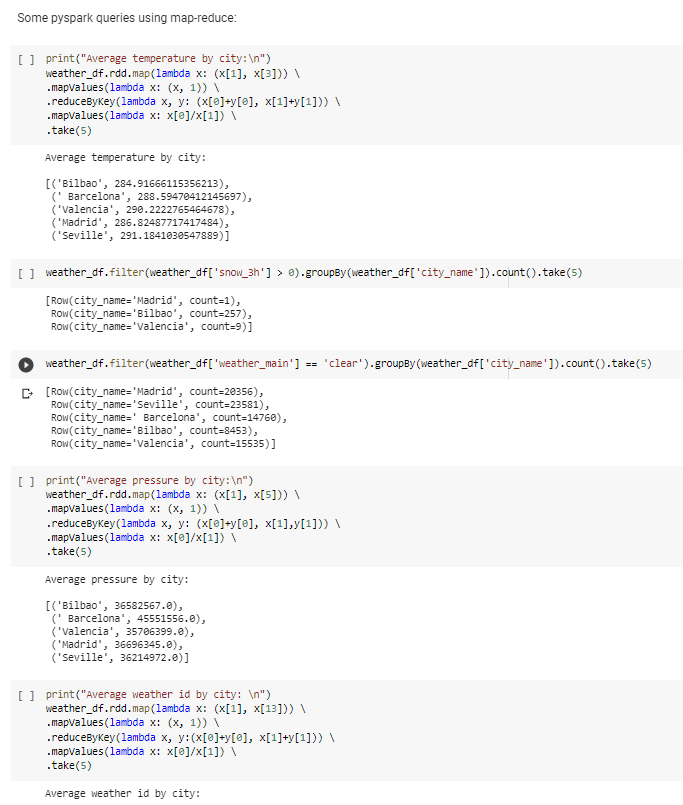 Some pyspark queries using map-reduce:
[ ] print("Average temperature by city:\n")
weather_df.rdd.map(lambda x: (x[1], x[3])) \
.mapValues(lambda x: (x, 1)) \
.reduceByKey(lambda x, y: (x[0]+y[0], x[1]+y[1])) \
.mapValues(lambda x: x[0]/x[1]) \
.take(5)
Average temperature by city:
[('Bilbao', 284.91666115356213),
(' Barcelona', 288.59470412145697),
('Valencia', 290.2222765464678),
('Madrid', 286.82487717417484),
('Seville', 291.1841030547889)]
[ ] weather_df.filter(weather_df['snow_3h'] > 0).groupBy(weather_df['city_name']).count().take(5)
[Row(city_name='Madrid', count=1),
Row(city_name='Bilbao', count=257),
Row(city_name='Valencia', count=9)]
weather_df.filter(weather_df['weather_main'] == 'clear').groupBy(weather_df['city_name']).count().take(5)
[Row(city_name='Madrid', count=20356),
Row(city_name='Seville', count=23581),
Row(city_name=' Barcelona', count=14760),
Row(city_name='Bilbao', count=8453),
Row(city_name='Valencia', count=15535)]
[ ] print("Average pressure by city:\n")
weather_df.rdd.map(lambda x: (x[1], x[5])) \
.mapValues(lambda x: (x, 1)) \
.reduceByKey(lambda x, y: (x[0]+y[0], x[1],y[1])) \
.mapValues(lambda x: x[0]/x[1]) \
.take(5)
Average pressure by city:
[('Bilbao', 36582567.0),
(' Barcelona', 45551556.0),
('Valencia', 35706399.0),
('Madrid', 36696345.0),
('Seville', 36214972.0)]
[ ] print("Average weather id by city: \n")
weather_df.rdd.map(lambda x: (x[1], x[13])) \
.mapValues(lambda x: (x, 1)) \
.reduceByKey(lambda x, y:(x[0]+y[0], x[1]+y[1])) \
.mapValues(lambda x: x[0]/x[1]) \
.take(5)
Average weather id by city: